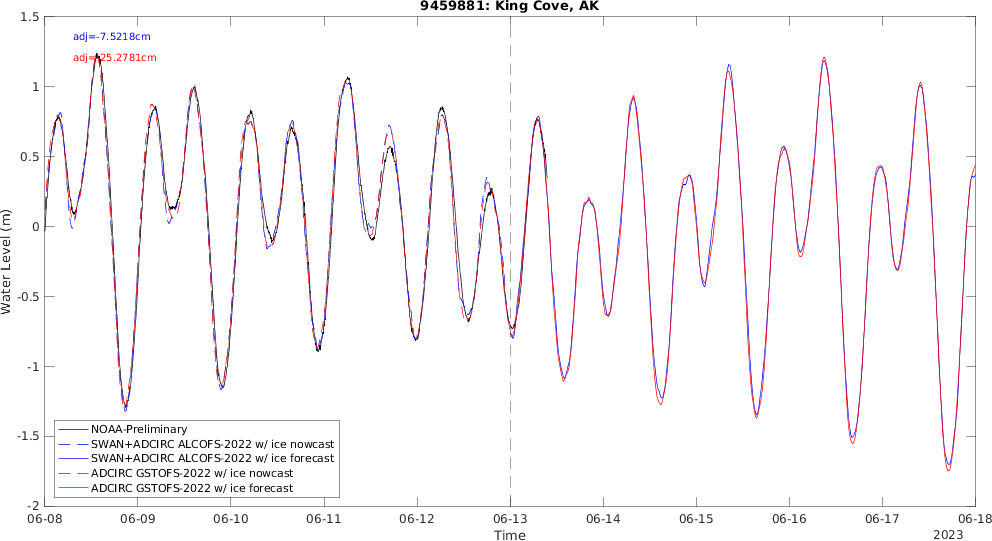 9459881: King Cove, AK
adj=-7.5218cm
adj=-25.2781cm
Water Level (m)
1.5
1
0.5
0
-0.5
-1
-1.5
-2
NOAA-Preliminary
SWAN+ADCIRC ALCOFS-2022 w/ ice nowcast
SWAN+ADCIRC ALCOFS-2022 w/ ice forecast
ADCIRC GSTOFS-2022 w/ ice nowcast
ADCIRC GSTOFS-2022 w/ ice forecast
06-08 06-09 06-10 06-11 06-12 06-13 06-14 06-15 06-16 06-17 06-18
Time
2023